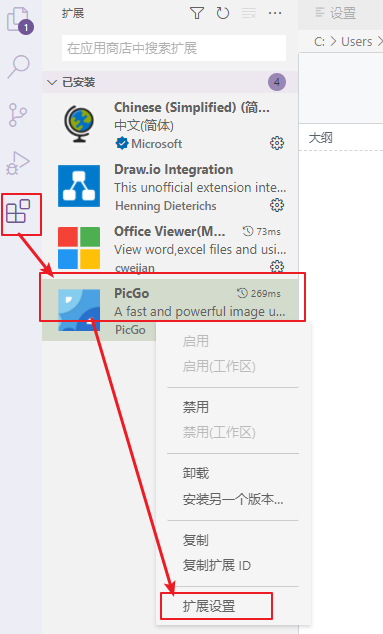 扩展
设置
在应用商店中搜索扩展
C: > Users >
已安装
4
1
Chinese (Simplified) (简...
中文(简体)
Microsoft
大纲
Draw.io Integration
This unofficial extension inte...
Henning Dieterichs
Office Viewer(M...
73ms
View word,excel files and usi...
cweijan
PicGo
269ms
A fast and powerful image u...
PicGo
启用
启用(工作区)
禁用
禁用(工作区)
卸载
安装另一个版本...
复制
复制扩展 ID
扩展设置